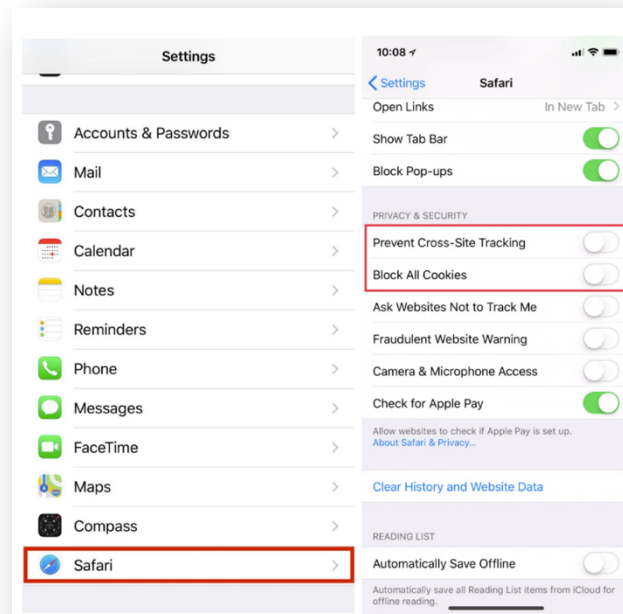 Settings
Accounts & Passwords
Mail
Contacts
Calendar
Notes
Reminders
Phone
Messages
FaceTime
Maps
Compass
Safari
10:08
Settings
Safari
Open Links
In New Tab
Show Tab Bar
Block Pop-ups
PRIVACY & SECURITY
Prevent Cross-Site Tracking
Block All Cookies
Ask Websites Not to Track Me
Fraudulent Website Warning
Camera & Microphone Access
Check for Apple Pay
Allow websites to check if Apple Pay is set up.
About Safari & Privacy...
Clear History and Website Data
READING LIST
Automatically Save Offline
Automatically save all Reading List items from iCloud for
offline reading.